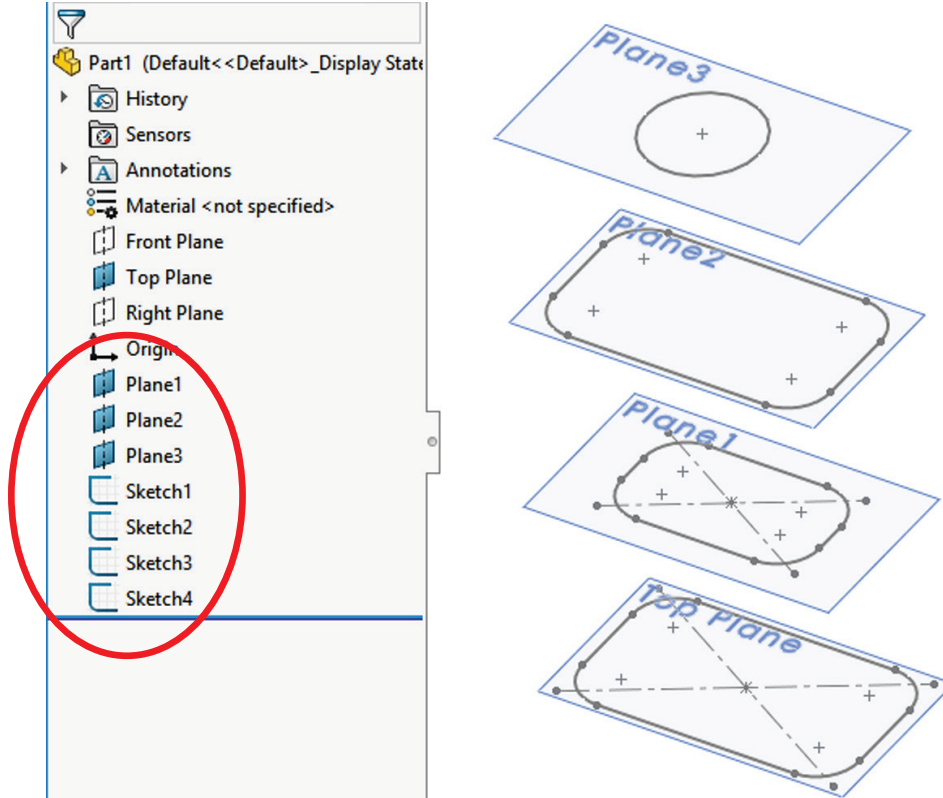 Part1 (Default<<Default>_Display State
History
Sensors
Annotations
Material <not specified>
Front Plane
Top Plane
Right Plane
Origin
Plane1
Plane2
Plane3
Sketch1
Sketch2
Sketch3
Sketch4
Plane3
Plane2
Plane1
Top Plane